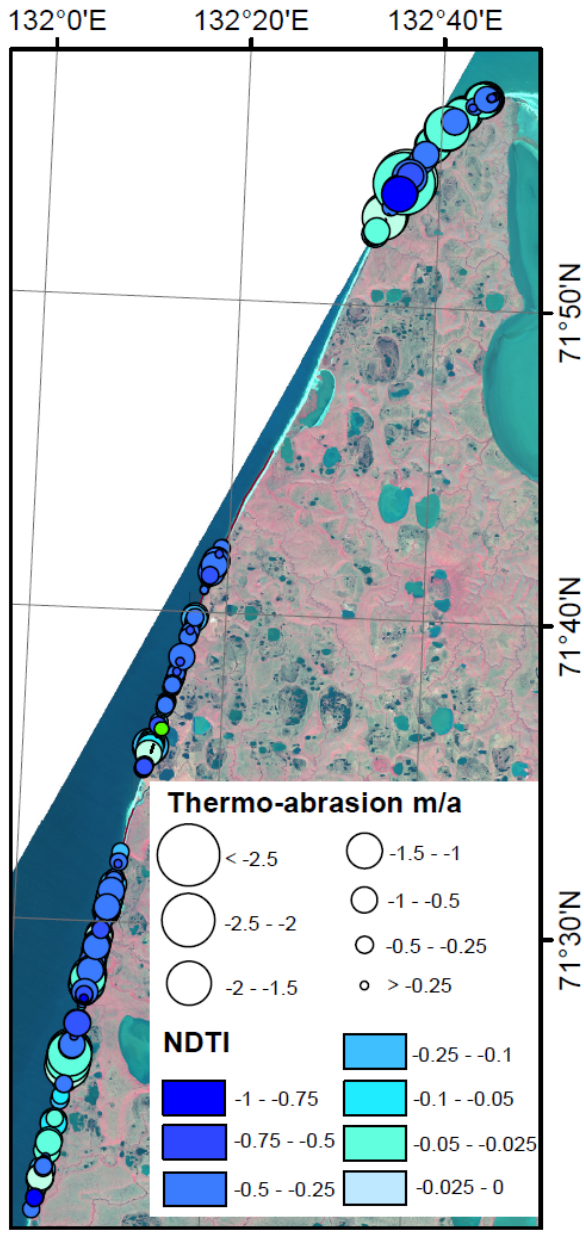 132°0'E 132°20'E 132°40'E
71°50'N
71°40'N
71°30'N
Thermo-abrasion m/a
< -2.5
-2.5 - -2
-2 - -1.5
-1.5 - -1
-1 - -0.5
-0.5 - -0.25
> -0.25
NDTI
-1 - -0.75
-0.75 - -0.5
-0.5 - -0.25
-0.25 - -0.1
-0.1 - -0.05
-0.05 - -0.025
-0.025 - 0